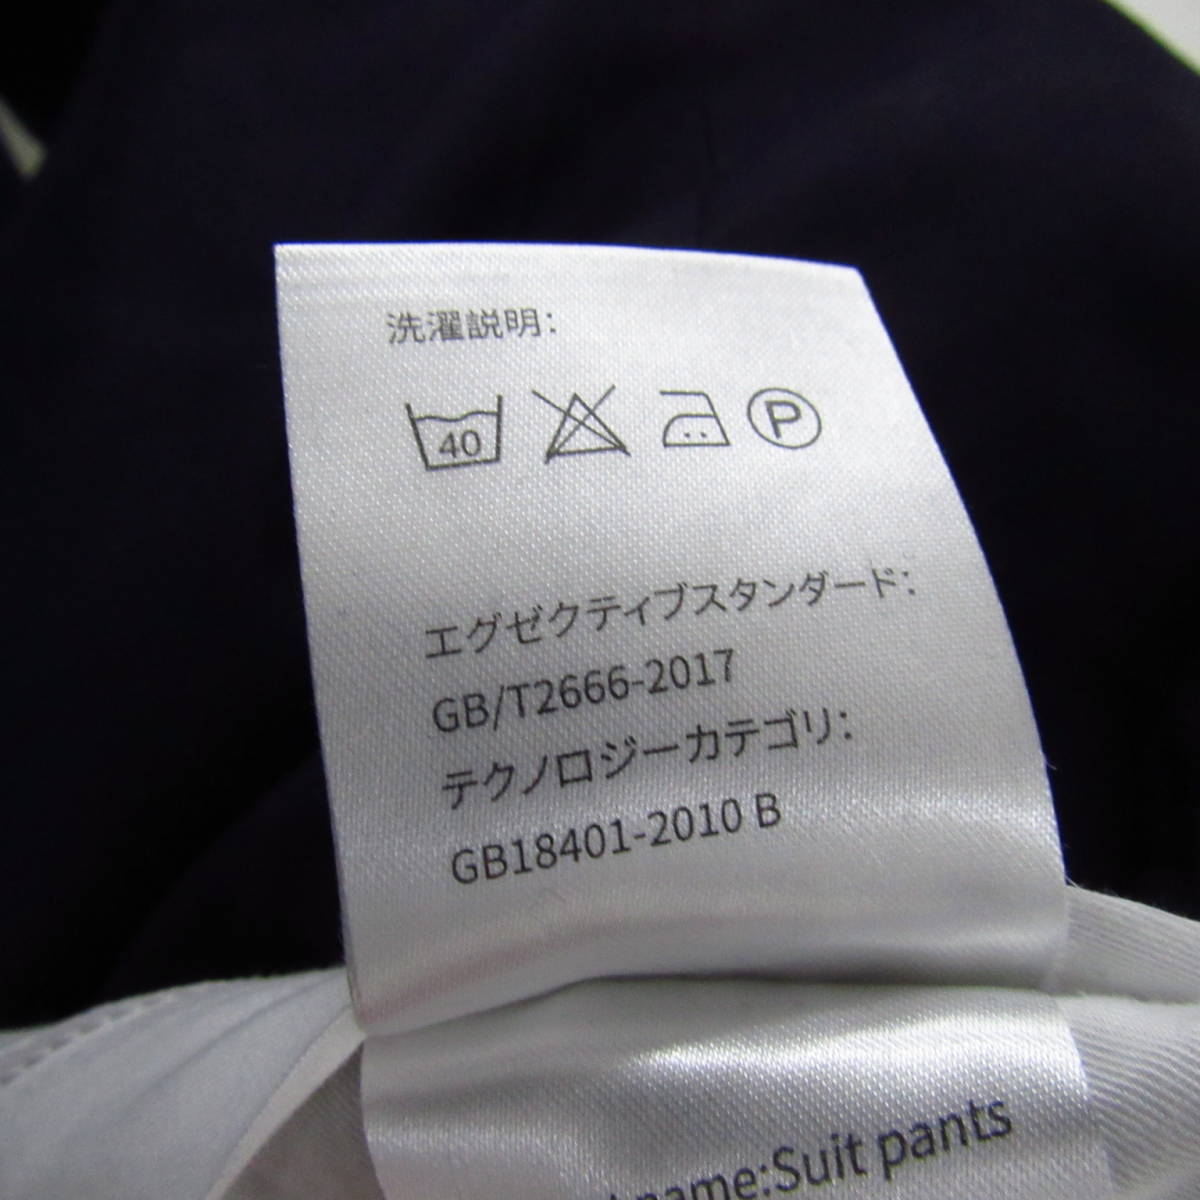 洗濯説明:
40 P
エグゼクティブスタンダード:
GB/T2666-2017
テクノロジーカテゴリ:
GB18401-2010 B
name:Suit pants